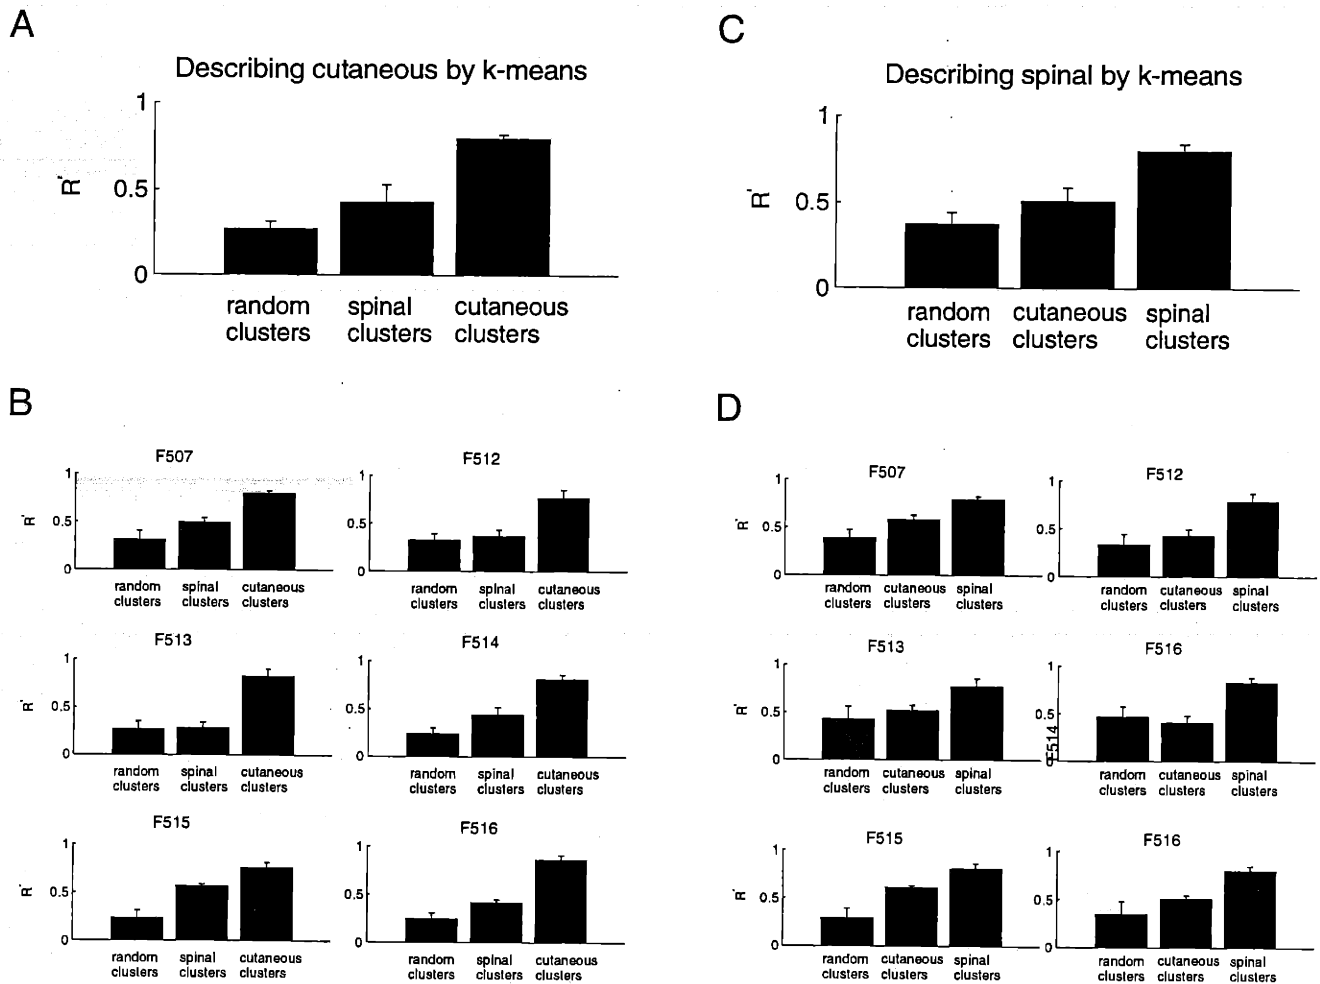 A
Describing cutaneous by k-means
1
0.5
0
R'
random clusters
spinal clusters
cutaneous clusters
B
F507
1
0.5
0
R'
random clusters
spinal clusters
cutaneous clusters
F512
1
0.5
0
random clusters
spinal clusters
cutaneous clusters
F513
1
0.5
0
R'
random clusters
spinal clusters
cutaneous clusters
F514
1
0.5
0
random clusters
spinal clusters
cutaneous clusters
F515
1
0.5
0
R'
random clusters
spinal clusters
cutaneous clusters
F516
1
0.5
0
random clusters
spinal clusters
cutaneous clusters
C
Describing spinal by k-means
1
0.5
0
R'
random clusters
cutaneous clusters
spinal clusters
D
F507
1
0.5
0
R'
random clusters
cutaneous clusters
spinal clusters
F512
1
0.5
0
random clusters
cutaneous clusters
spinal clusters
F513
1
0.5
0
R'
random clusters
cutaneous clusters
spinal clusters
F516
1
0.5
0
F514
random clusters
cutaneous clusters
spinal clusters
F515
1
0.5
0
R'
random clusters
cutaneous clusters
spinal clusters
F516
1
0.5
0
random clusters
cutaneous clusters
spinal clusters